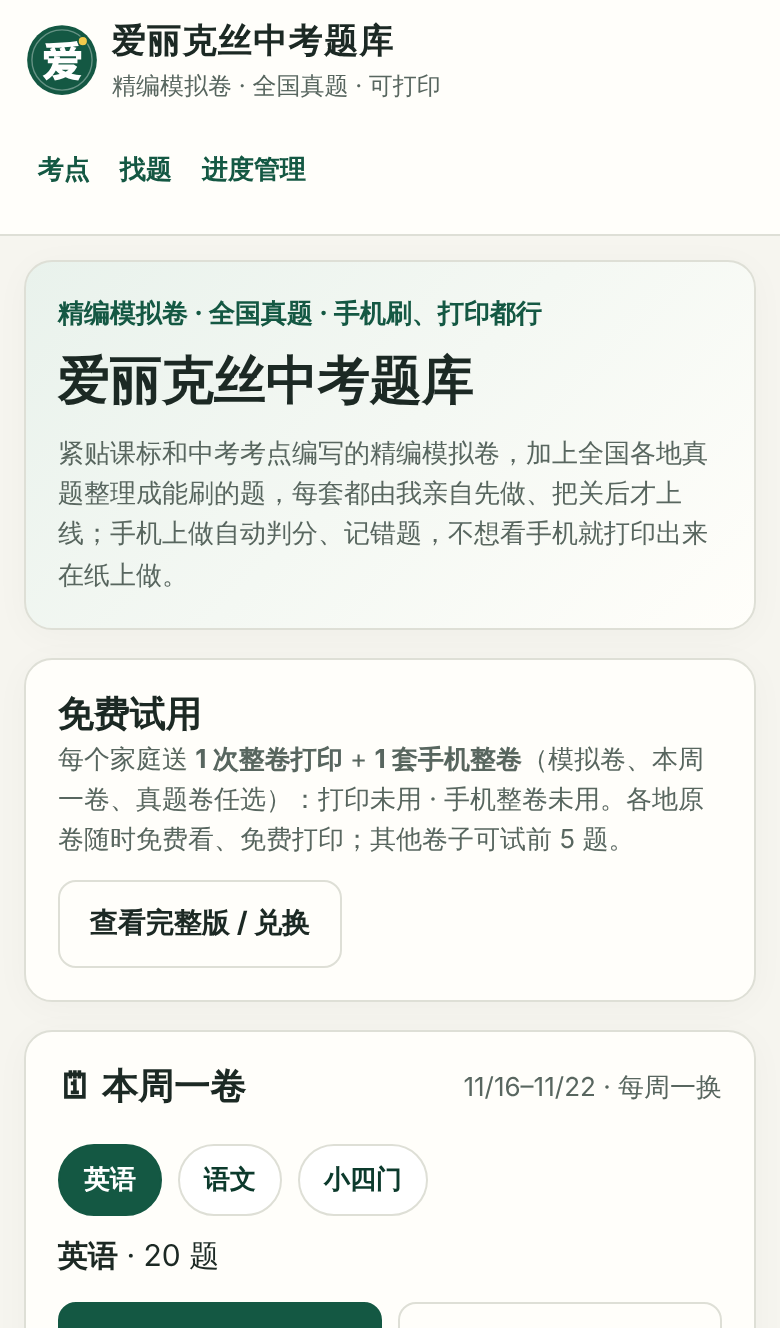 爱
爱丽克丝中考题库
精编模拟卷 · 全国真题 · 可打印
考点 找题 进度管理
精编模拟卷 · 全国真题 · 手机刷、打印都行
爱丽克丝中考题库
紧贴课标和中考考点编写的精编模拟卷，加上全国各地真
题整理成能刷的题，每套都由我亲自先做、把关后才上
线；手机上做自动判分、记错题，不想看手机就打印出来
在纸上做。
免费试用
每个家庭送 1 次整卷打印 + 1 套手机整卷（模拟卷、本周
一卷、真题卷任选）：打印未用 · 手机整卷未用。各地原
卷随时免费看、免费打印；其他卷子可试前 5 题。
查看完整版 / 兑换
🗓 本周一卷 11/16–11/22 · 每周一换
英语 语文 小四门
英语 · 20 题